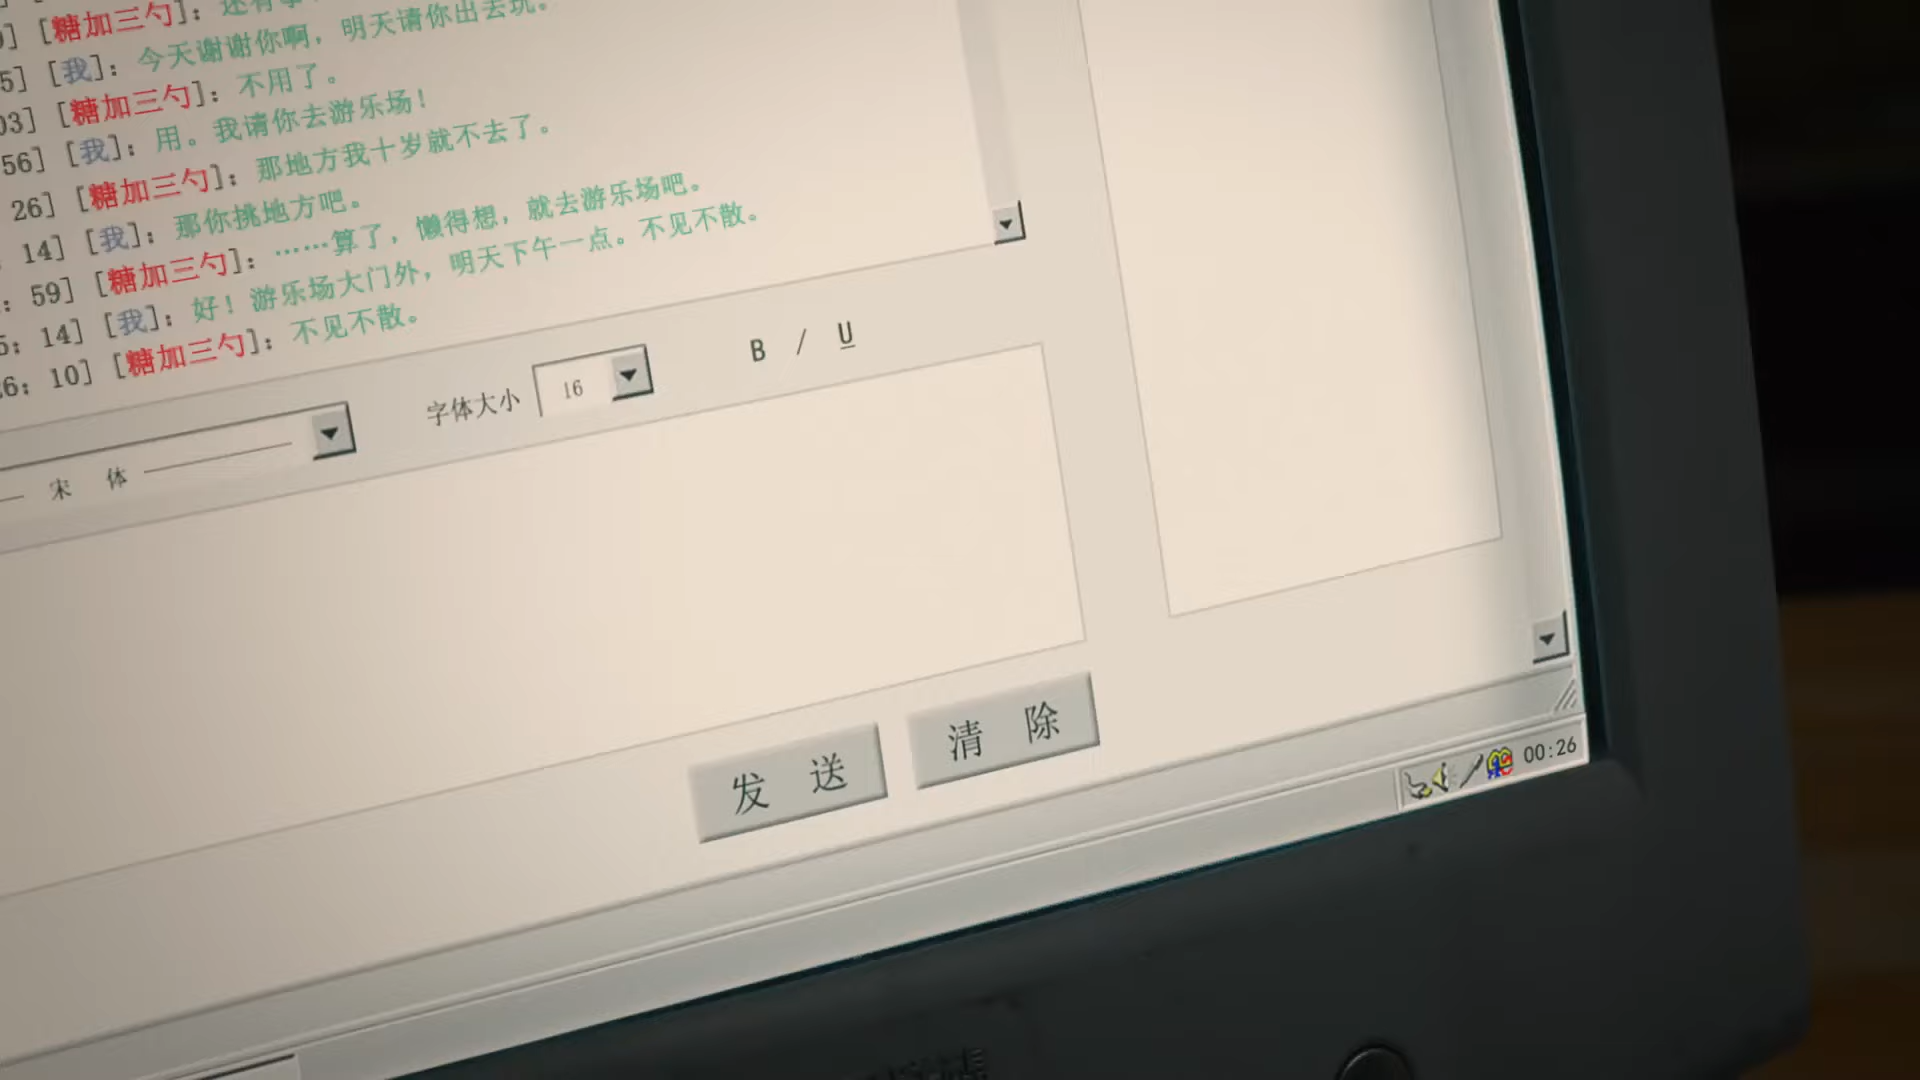 [糖加三勺]：还有事
5] [我]：今天谢谢你啊，明天请你出去玩。
03] [糖加三勺]：不用了。
56] [我]：用。我请你去游乐场！
26] [糖加三勺]：那地方我十岁就不去了。
14] [我]：那你挑地方吧。
：59] [糖加三勺]：……算了，懒得想，就去游乐场吧。
5：14] [我]：好！游乐场大门外，明天下午一点。不见不散。
26：10] [糖加三勺]：不见不散。
宋 体
字体大小 16 B / U
发 送
清 除
00:26